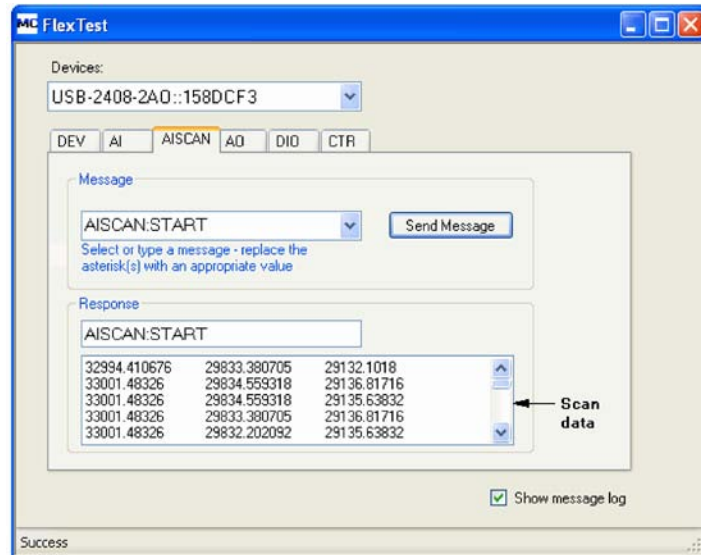 MC FlexTest
Devices:
USB-2408-2AO::158DCF3
DEV AI AISCAN AO DIO CTR
Message
AISCAN:START
Send Message
Select or type a message - replace the
asterisk(s) with an appropriate value
Response
AISCAN:START
32994.410676 29833.380705 29132.1018
33001.48326 29834.559318 29136.81716
33001.48326 29834.559318 29135.63832
33001.48326 29833.380705 29136.81716
33001.48326 29832.202092 29135.63832
Scan
data
Show message log
Success